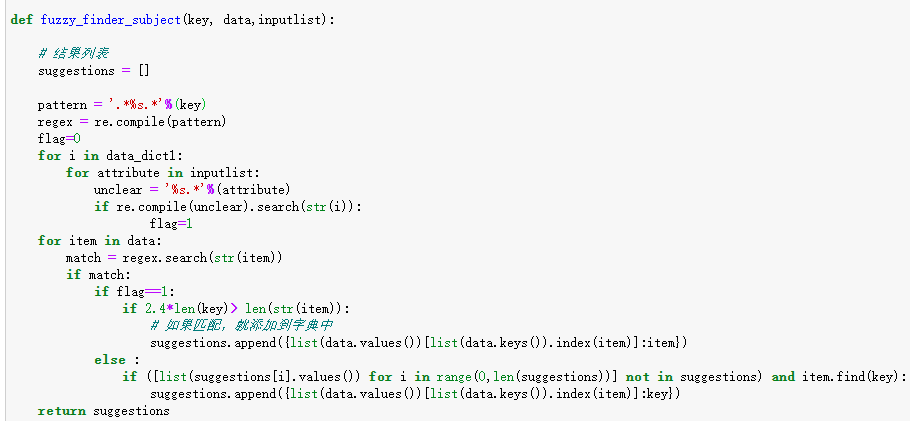 def fuzzy_finder_subject(key, data,inputlist):
# 结果列表
suggestions = []
pattern = '.*%s.*'%(key)
regex = re.compile(pattern)
flag=0
for i in data_dict1:
for attribute in inputlist:
unclear = '%s.*'%(attribute)
if re.compile(unclear).search(str(i)):
flag=1
for item in data:
match = regex.search(str(item))
if match:
if flag==1:
if 2.4*len(key)> len(str(item)):
# 如果匹配, 就添加到字典中
suggestions.append({list(data.values())[list(data.keys()).index(item)]:item})
else :
if ([list(suggestions[i].values()) for i in range(0,len(suggestions))] not in suggestions) and item.find(key):
suggestions.append({list(data.values())[list(data.keys()).index(item)]:key})
return suggestions